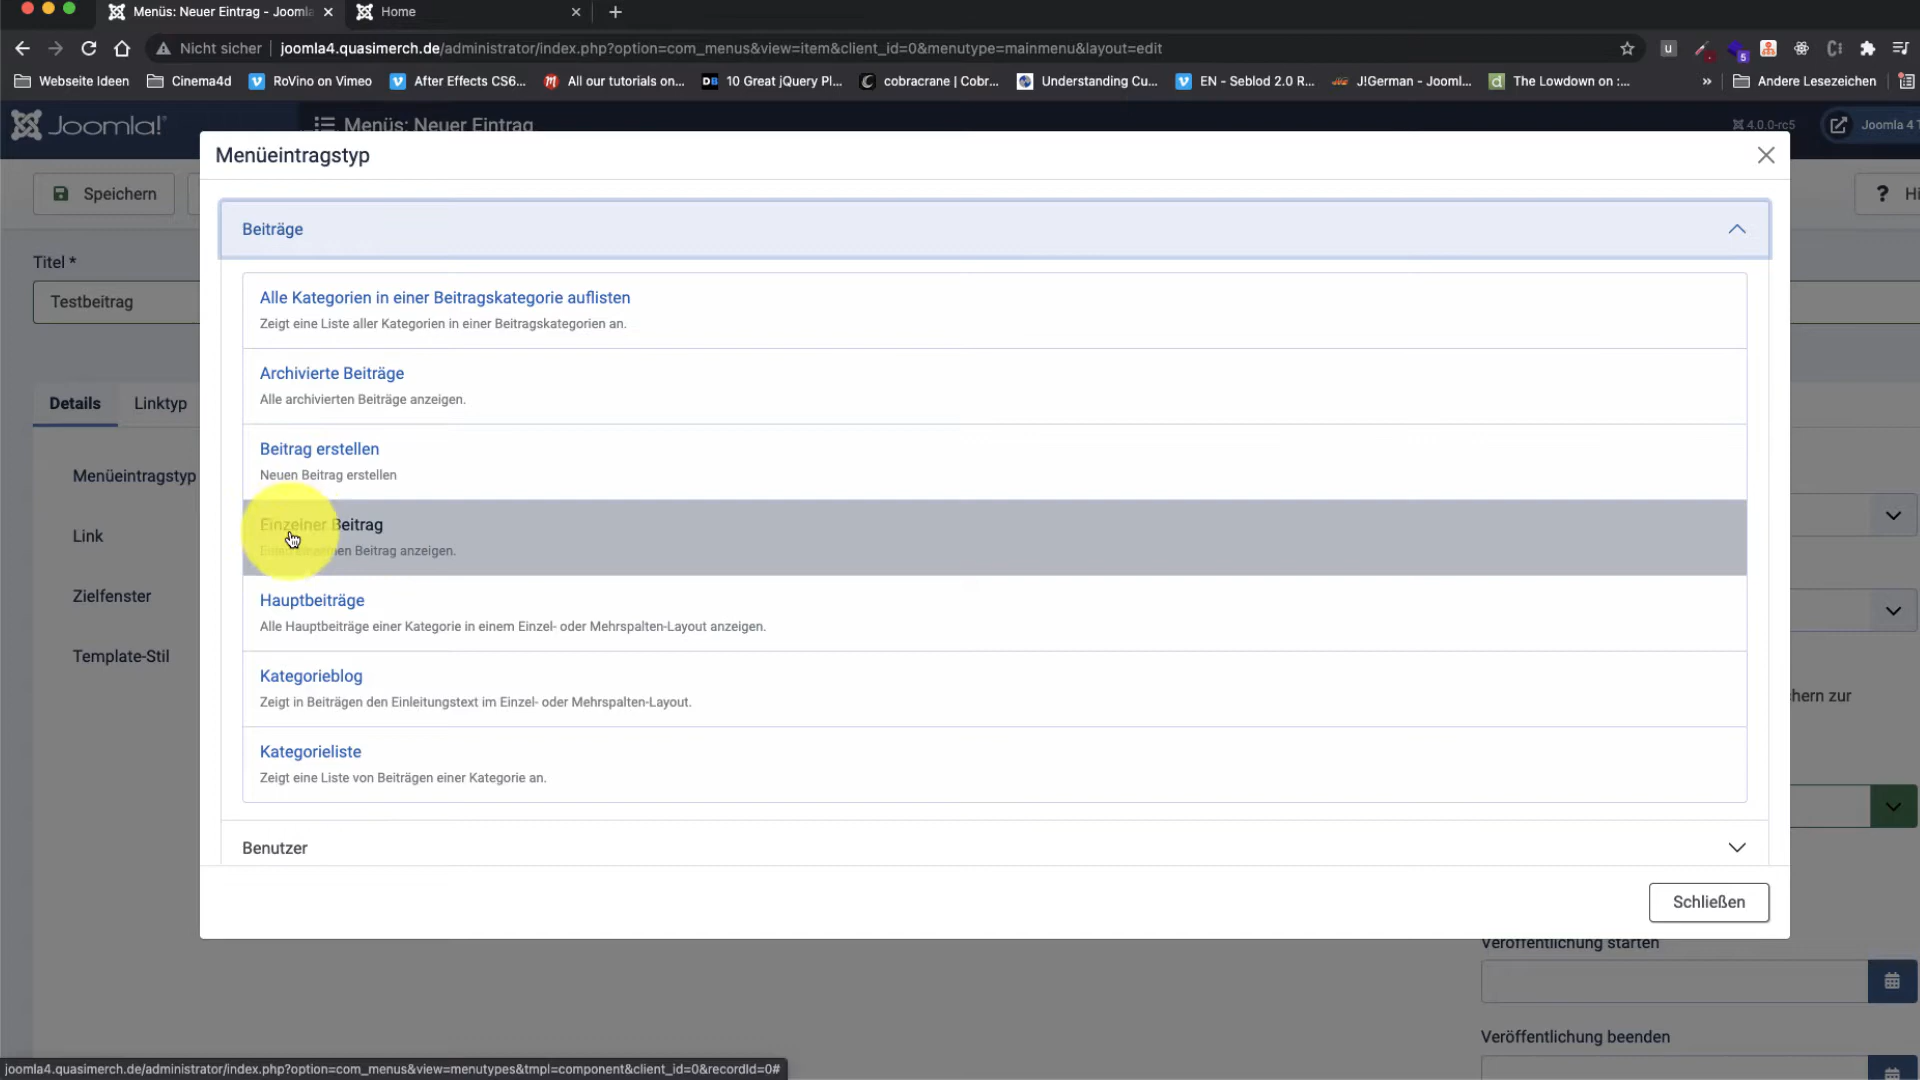 Menüs: Neuer Eintrag - Joomla
Home
Nicht sicher
joomla4.quasimerch.de/administrator/index.php?option=com_menus&view=item&client_id=0&menutype=mainmenu&layout=edit
Webseite Ideen
Cinema4d
RoVino on Vimeo
After Effects CS6...
All our tutorials on...
10 Great jQuery Pl...
cobracrane | Cobr...
Understanding Cu...
EN - Seblod 2.0 R...
J!German - Jooml...
The Lowdown on :...
»
Andere Lesezeichen
Joomla!
Menüs: Neuer Eintrag
4.0.0-rc5
Joomla 4 T
Menüeintragstyp
Speichern
? Hi
Beiträge
Titel *
Testbeitrag
Alle Kategorien in einer Beitragskategorie auflisten
Zeigt eine Liste aller Kategorien in einer Beitragskategorien an.
Archivierte Beiträge
Alle archivierten Beiträge anzeigen.
Details
Linktyp
Beitrag erstellen
Neuen Beitrag erstellen
Menüeintragstyp
Einzelner Beitrag
Einen einzelnen Beitrag anzeigen.
Link
Hauptbeiträge
Alle Hauptbeiträge einer Kategorie in einem Einzel- oder Mehrspalten-Layout anzeigen.
Zielfenster
Kategorieblog
Zeigt in Beiträgen den Einleitungstext im Einzel- oder Mehrspalten-Layout.
Template-Stil
hern zur
Kategorieliste
Zeigt eine Liste von Beiträgen einer Kategorie an.
Benutzer
Schließen
Veröffentlichung starten
Veröffentlichung beenden
joomla4.quasimerch.de/administrator/index.php?option=com_menus&view=menutypes&tmpl=component&client_id=0&recordId=0#